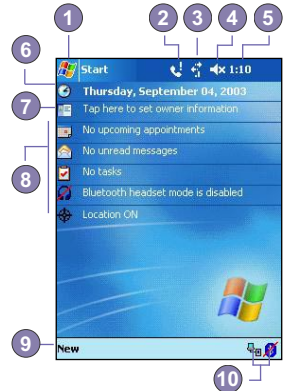 1 2 3 4 5
6 Start 1:10
Thursday, September 04, 2003
7 Tap here to set owner information
No upcoming appointments
No unread messages
8 No tasks
Bluetooth headset mode is disabled
Location ON
9 New
10